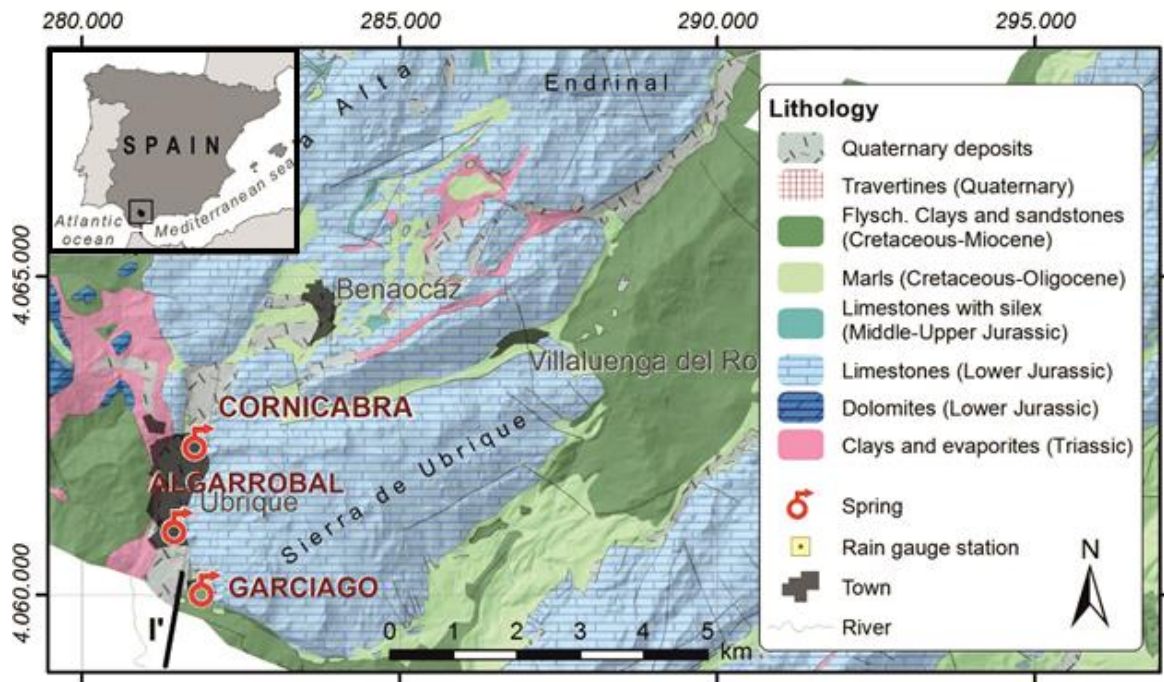 280.000
285.000
290.000
295.000
4.065.000
4.060.000
SPAIN
Atlantic
ocean
Mediterranean sea
Alta
Endrinal
Benaocaz
Villaluenga del Ro
CORNICABRA
ALGARROBAL
Ubrique
Sierra de Ubrique
GARCIAGO
I'
0 1 2 3 4 5
km
Lithology
Quaternary deposits
Travertines (Quaternary)
Flysch. Clays and sandstones
(Cretaceous-Miocene)
Marls (Cretaceous-Oligocene)
Limestones with silex
(Middle-Upper Jurassic)
Limestones (Lower Jurassic)
Dolomites (Lower Jurassic)
Clays and evaporites (Triassic)
Spring
Rain gauge station
Town
River
N